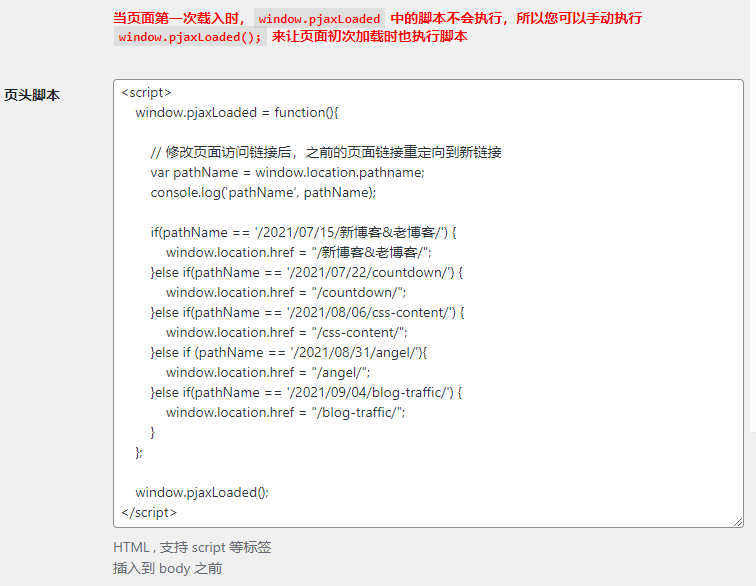 当页面第一次载入时， window.pjaxLoaded 中的脚本不会执行，所以您可以手动执行
window.pjaxLoaded(); 来让页面初次加载时也执行脚本
页头脚本
<script>
window.pjaxLoaded = function(){
// 修改页面访问链接后，之前的页面链接重定向到新链接
var pathName = window.location.pathname;
console.log('pathName', pathName);
if(pathName == '/2021/07/15/新博客&老博客/') {
window.location.href = "/新博客&老博客/";
}else if(pathName == '/2021/07/22/countdown/') {
window.location.href = "/countdown/";
}else if(pathName == '/2021/08/06/css-content/') {
window.location.href = "/css-content/";
}else if (pathName == '/2021/08/31/angel/'){
window.location.href = "/angel/";
}else if(pathName == '/2021/09/04/blog-traffic/') {
window.location.href = "/blog-traffic/";
}
};
window.pjaxLoaded();
</script>
HTML , 支持 script 等标签
插入到 body 之前